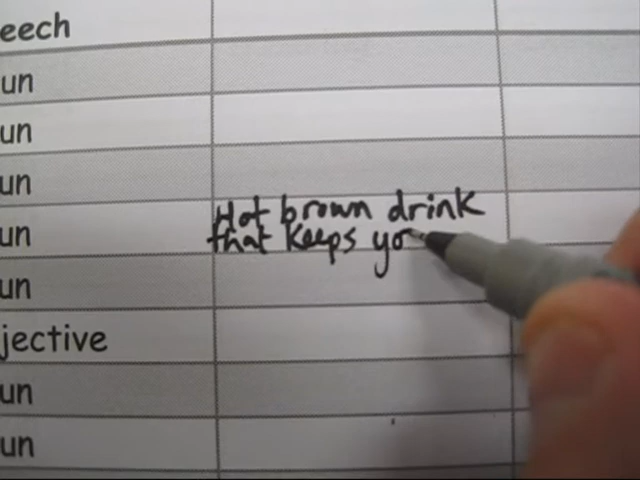 eech
un
un
un
un
Hot brown drink
that keeps yo
un
jective
un
un